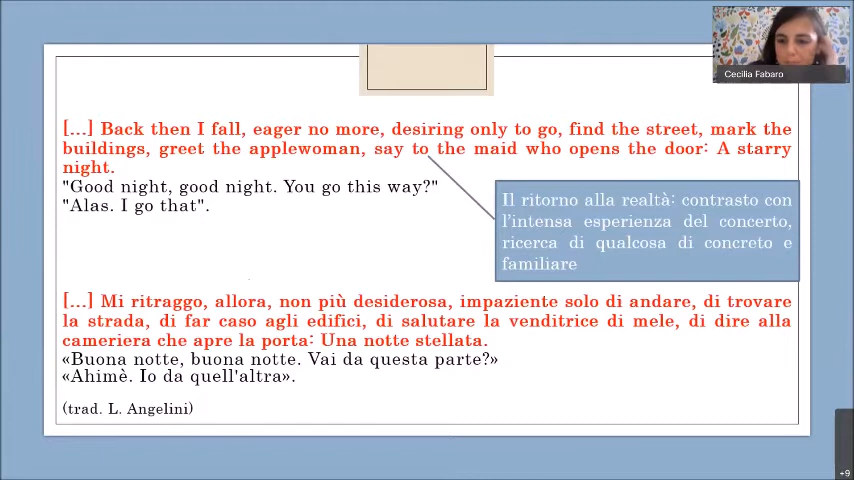 Cecilia Fabaro
[...] Back then I fall, eager no more, desiring only to go, find the street, mark the
buildings, greet the applewoman, say to the maid who opens the door: A starry
night.
"Good night, good night. You go this way?"
"Alas. I go that".
Il ritorno alla realtà: contrasto con
l'intensa esperienza del concerto,
ricerca di qualcosa di concreto e
familiare
[...] Mi ritraggo, allora, non più desiderosa, impaziente solo di andare, di trovare
la strada, di far caso agli edifici, di salutare la venditrice di mele, di dire alla
cameriera che apre la porta: Una notte stellata.
«Buona notte, buona notte. Vai da questa parte?»
«Ahimè. Io da quell'altra».
(trad. L. Angelini)
+9